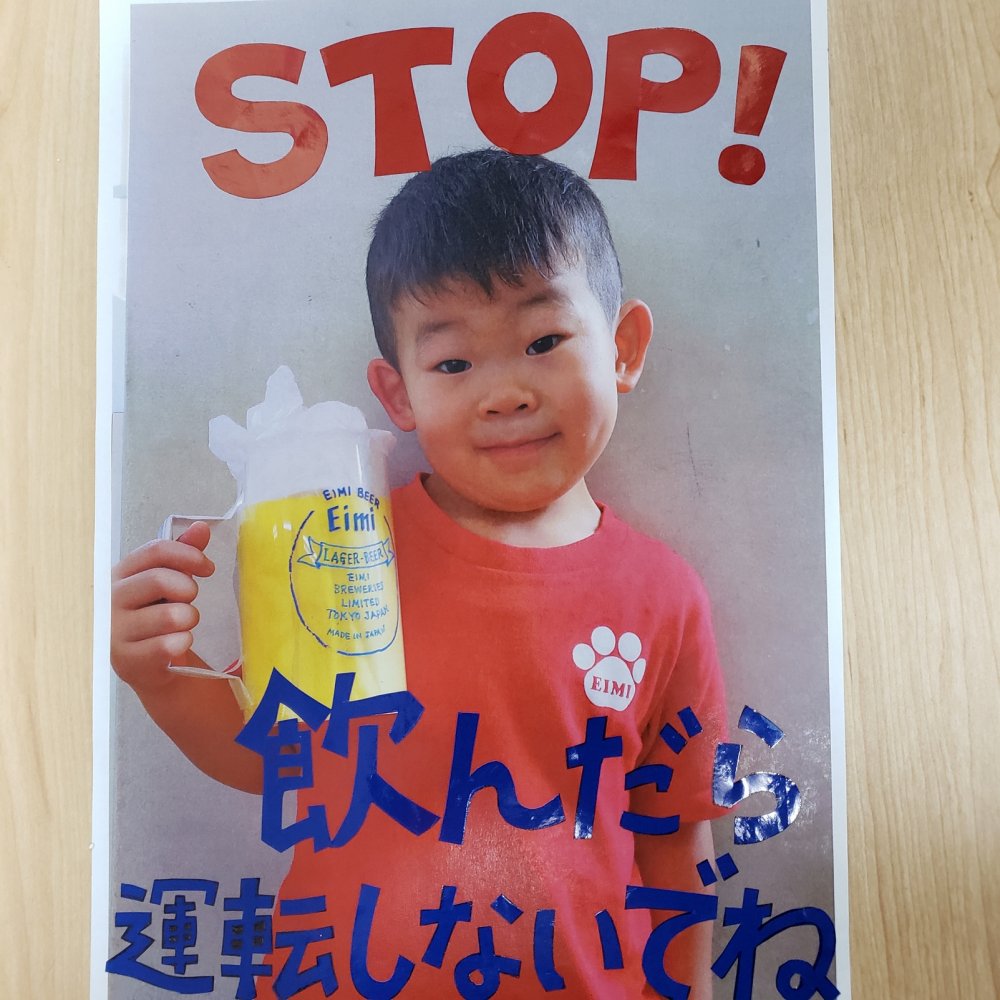 STOP!
EIMI BEER
Eimi
LAGER-BEER
EIMI
BREWERIES
LIMITED
TOKYO JAPAN
MADE IN JAPAN
EIMI
飲んだら
運転しないでね